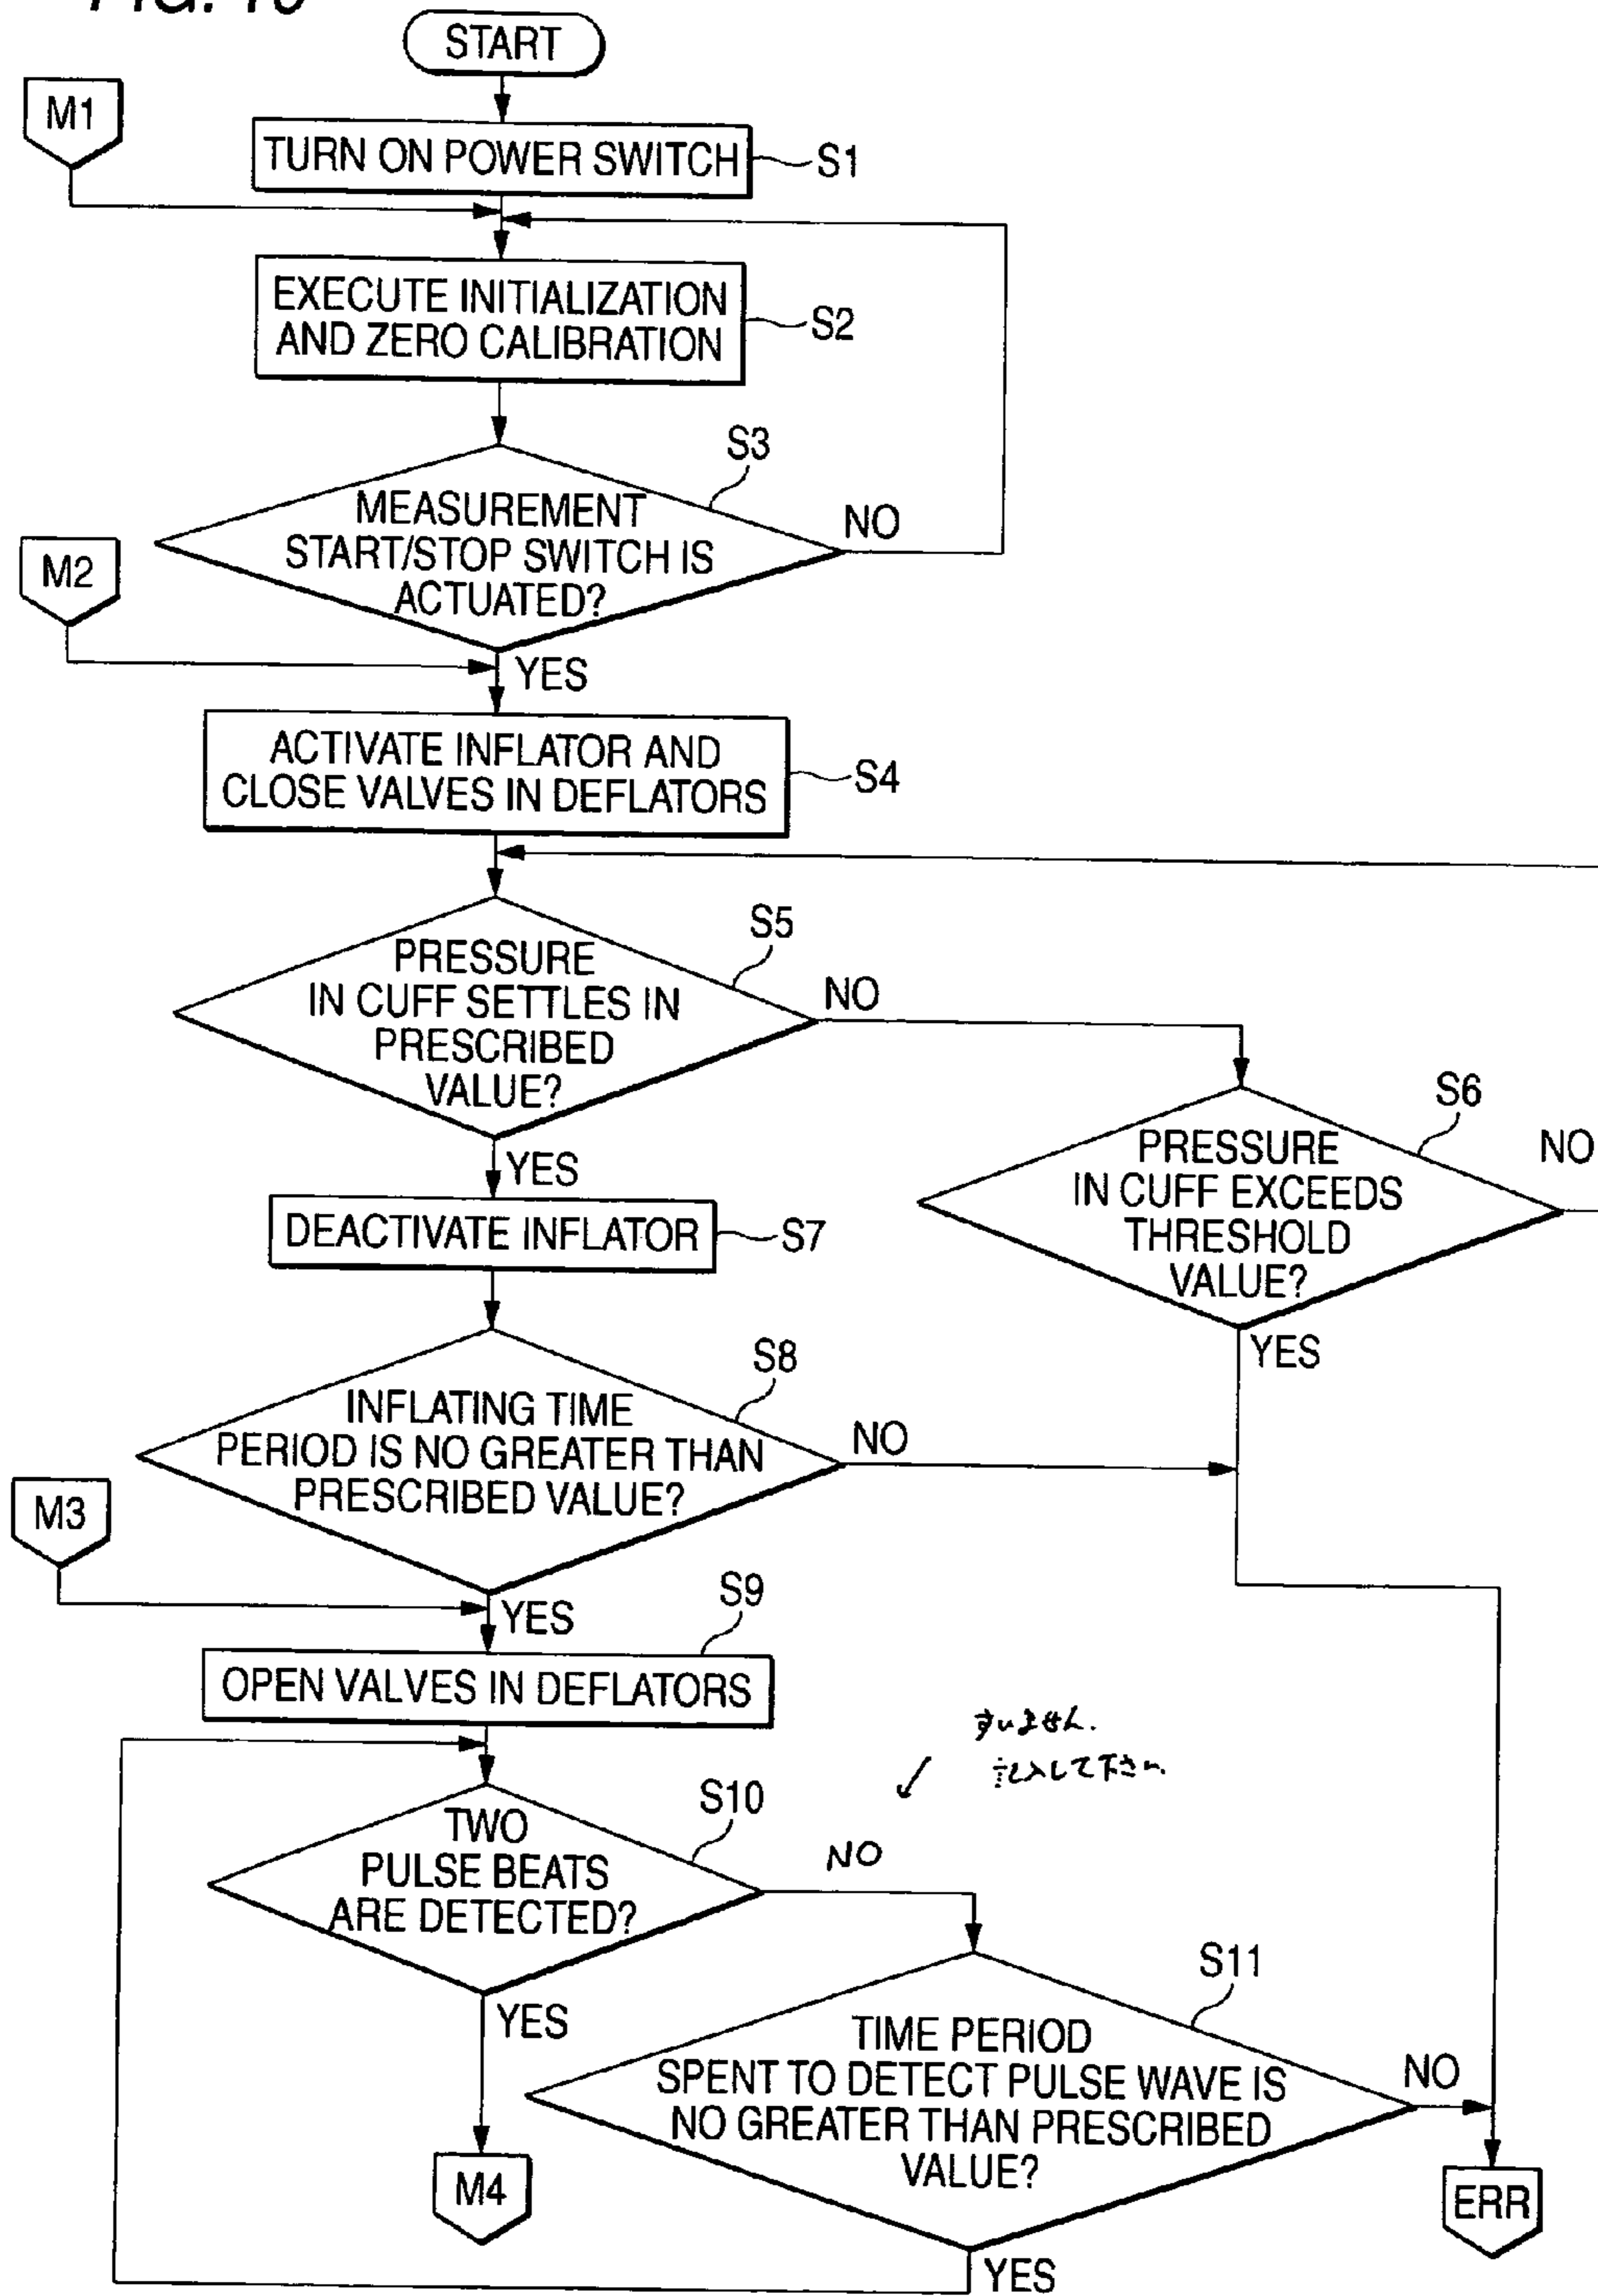 START
M1
TURN ON POWER SWITCH
S1
EXECUTE INITIALIZATION
AND ZERO CALIBRATION
S2
S3
MEASUREMENT
START/STOP SWITCH IS
ACTUATED?
NO
M2
YES
ACTIVATE INFLATOR AND
CLOSE VALVES IN DEFLATORS
S4
S5
PRESSURE
IN CUFF SETTLES IN
PRESCRIBED
VALUE?
NO
S6
PRESSURE
IN CUFF EXCEEDS
THRESHOLD
VALUE?
NO
YES
YES
DEACTIVATE INFLATOR
S7
S8
INFLATING TIME
PERIOD IS NO GREATER THAN
PRESCRIBED VALUE?
NO
M3
YES
S9
OPEN VALVES IN DEFLATORS
すいません.
記入して下さい
S10
TWO
PULSE BEATS
ARE DETECTED?
NO
YES
M4
S11
TIME PERIOD
SPENT TO DETECT PULSE WAVE IS
NO GREATER THAN PRESCRIBED
VALUE?
NO
ERR
YES